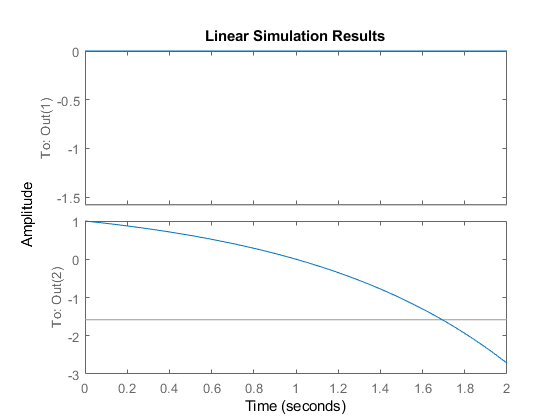 Linear Simulation Results
Amplitude
To: Out(1)
0
-0.5
-1
-1.5
To: Out(2)
1
0
-1
-2
-3
0 0.2 0.4 0.6 0.8 1 1.2 1.4 1.6 1.8 2
Time (seconds)